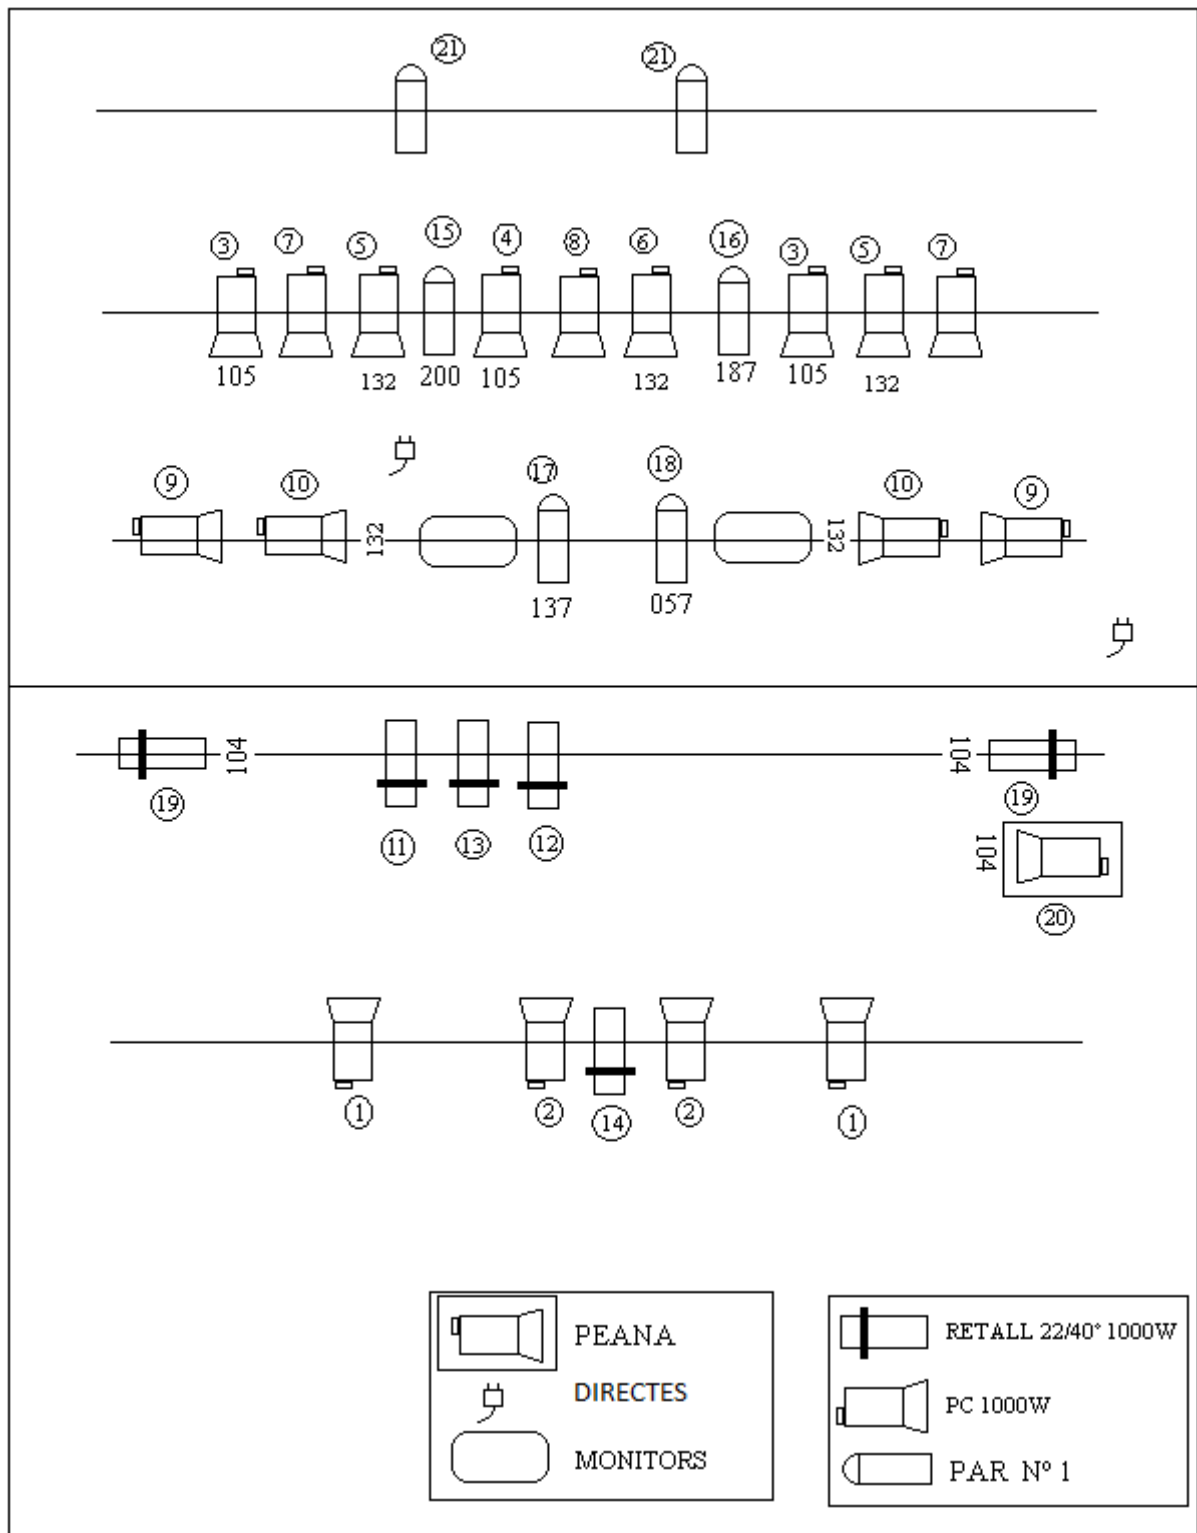 21 21
3 7 5 15 4 8 6 16 3 5 7
105 132 200 105 132 187 105 132
9 10 17 18 10 9
132 132
137 057
104 104
19 11 13 12 19
104
20
1 2 14 2 1
PEANA
DIRECTES
MONITORS
RETALL 22/40° 1000W
PC 1000W
PAR Nº 1